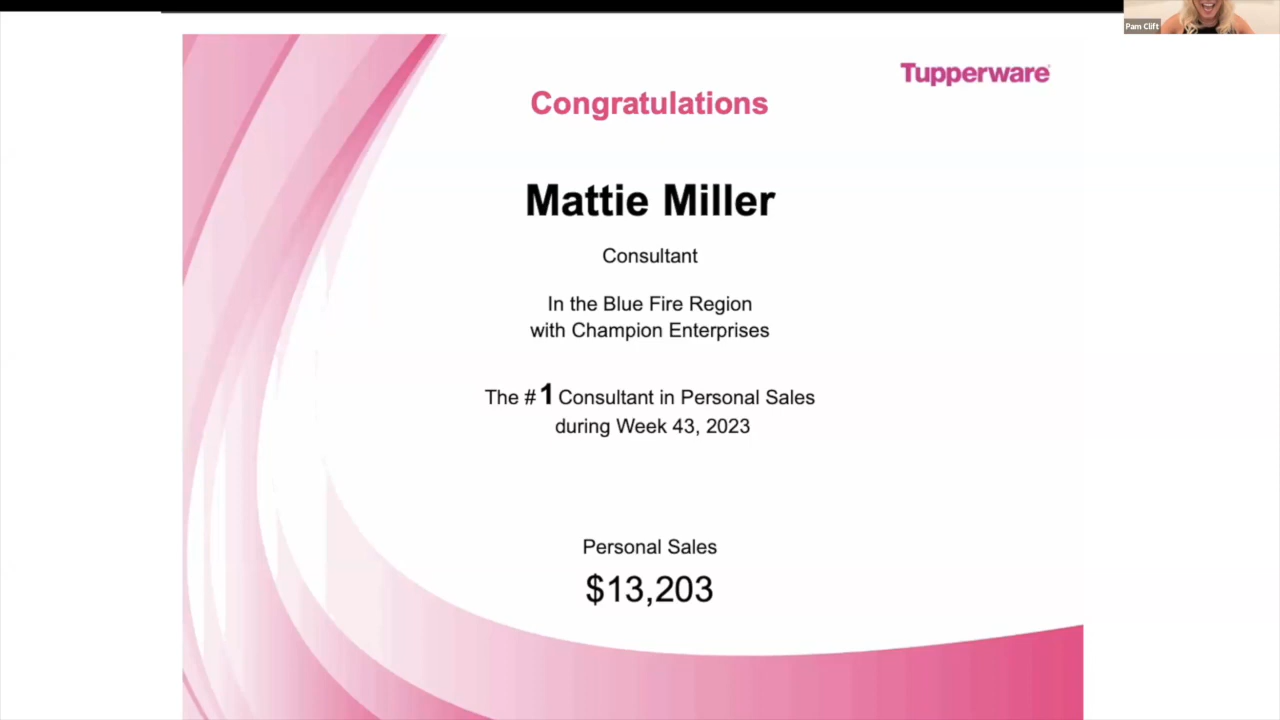 Pam Clift
Tupperware
Congratulations
Mattie Miller
Consultant
In the Blue Fire Region
with Champion Enterprises
The #1 Consultant in Personal Sales
during Week 43, 2023
Personal Sales
$13,203